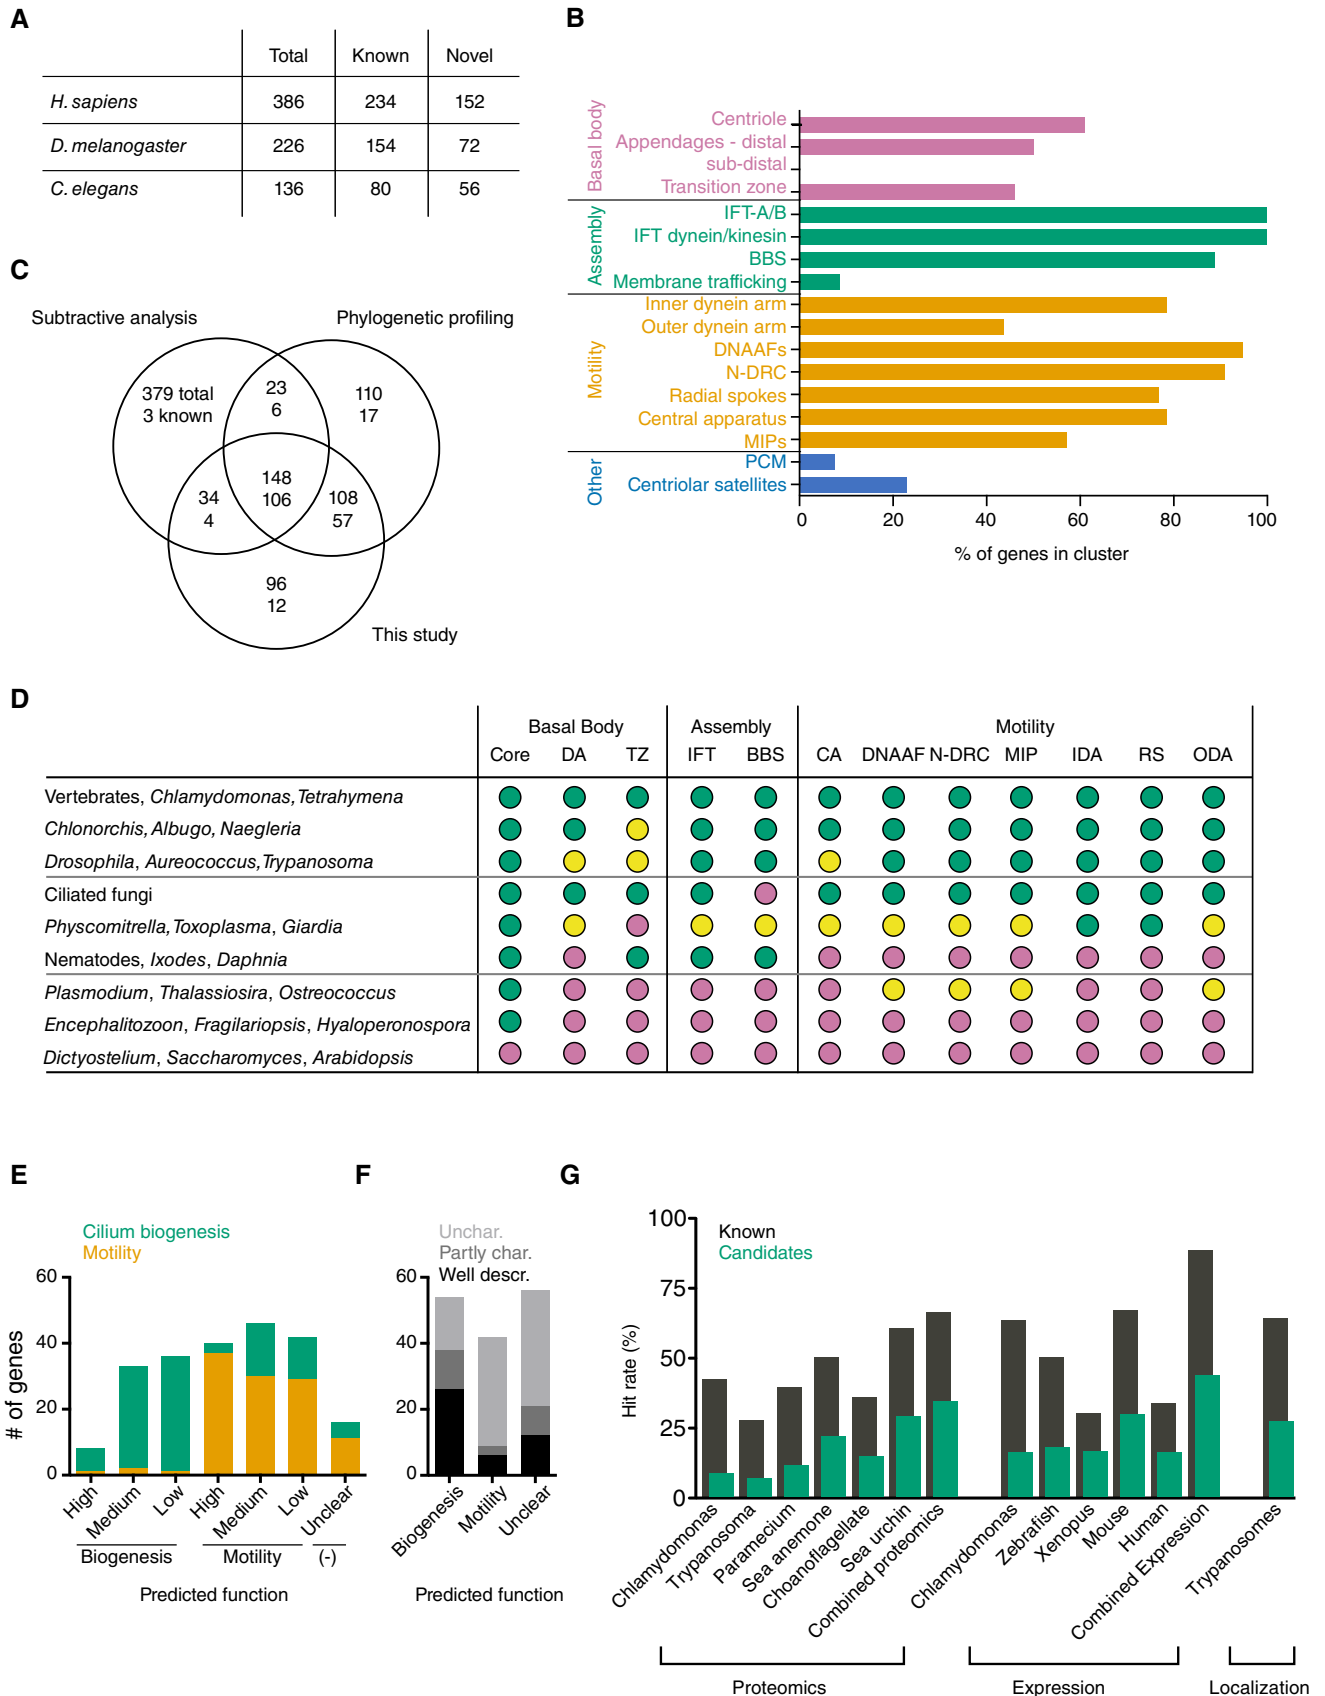 A
Total Known Novel
H. sapiens 386 234 152
D. melanogaster 226 154 72
C. elegans 136 80 56
B
Basal body
Centriole
Appendages - distal
sub-distal
Transition zone
Assembly
IFT-A/B
IFT dynein/kinesin
BBS
Membrane trafficking
Motility
Inner dynein arm
Outer dynein arm
DNAAFs
N-DRC
Radial spokes
Central apparatus
MIPs
Other
PCM
Centriolar satellites
0 20 40 60 80 100
% of genes in cluster
C
Subtractive analysis
Phylogenetic profiling
379 total
3 known
23
6
110
17
148
106
34
4
108
57
96
12
This study
D
Basal Body Assembly Motility
Core DA TZ IFT BBS CA DNAAF N-DRC MIP IDA RS ODA
Vertebrates, Chlamydomonas, Tetrahymena
Chlonorchis, Albugo, Naegleria
Drosophila, Aureococcus, Trypanosoma
Ciliated fungi
Physcomitrella, Toxoplasma, Giardia
Nematodes, Ixodes, Daphnia
Plasmodium, Thalassiosira, Ostreococcus
Encephalitozoon, Fragilariopsis, Hyaloperonospora
Dictyostelium, Saccharomyces, Arabidopsis
E
Cilium biogenesis
Motility
# of genes
60
40
20
0
High Medium Low High Medium Low Unclear
Biogenesis Motility (-)
Predicted function
F
Unchar.
Partly char.
Well descr.
60
40
20
0
Biogenesis Motility Unclear
Predicted function
G
Known
Candidates
Hit rate (%)
100
75
50
25
0
Chlamydomonas Trypanosoma Paramecium Sea anemone Choanoflagellate Sea urchin Combined proteomics
Chlamydomonas Zebrafish Xenopus Mouse Human Combined Expression
Trypanosomes
Proteomics Expression Localization